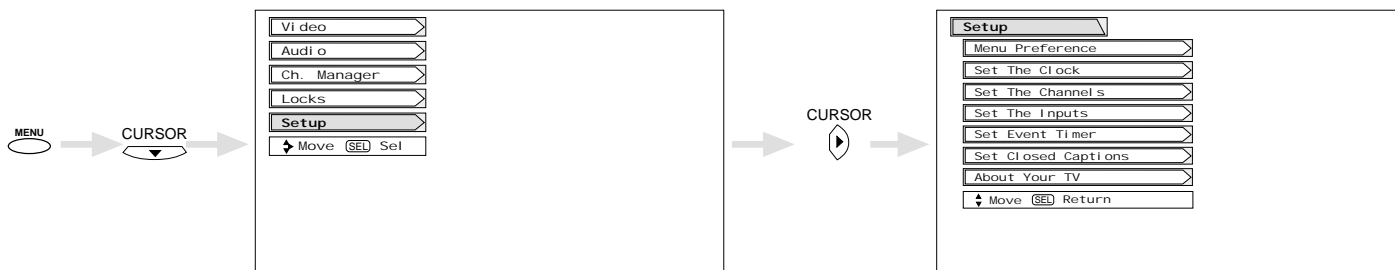 MENU
CURSOR
Video
Audio
Ch. Manager
Locks
Setup
Move SEL Sel
CURSOR
Setup
Menu Preference
Set The Clock
Set The Channels
Set The Inputs
Set Event Timer
Set Closed Captions
About Your TV
Move SEL Return